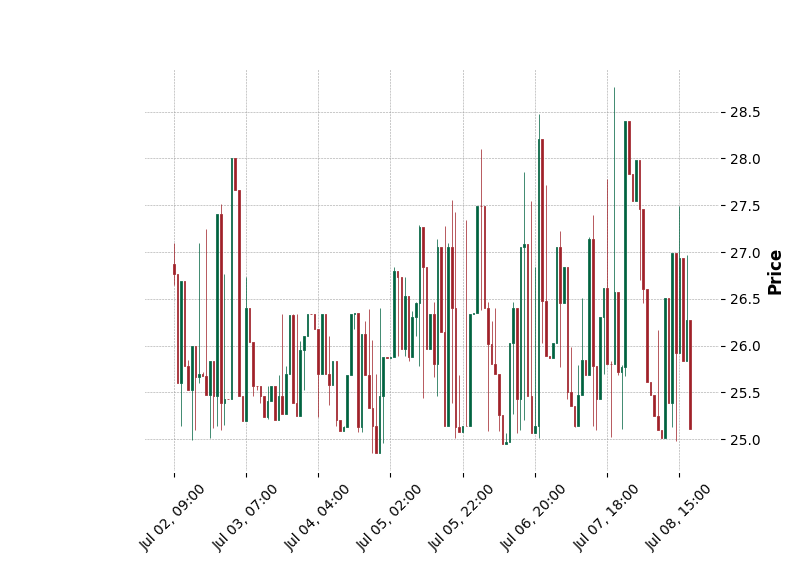 28.5
28.0
27.5
27.0
26.5
26.0
25.5
25.0
Price
Jul 02, 09:00
Jul 03, 07:00
Jul 04, 04:00
Jul 05, 02:00
Jul 05, 22:00
Jul 06, 20:00
Jul 07, 18:00
Jul 08, 15:00